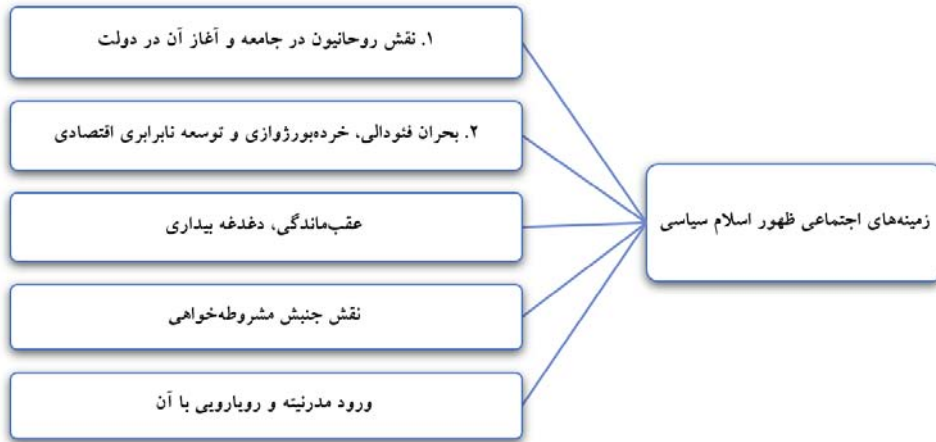 زمینه‌های اجتماعی ظهور اسلام سیاسی
۱. نقش روحانیون در جامعه و آغاز آن در دولت
۲. بحران فئودالی، خرده‌بورژوازی و توسعه نابرابری اقتصادی
عقب‌ماندگی، دغدغه بیداری
نقش جنبش مشروطه‌خواهی
ورود مدرنیته و رویارویی با آن